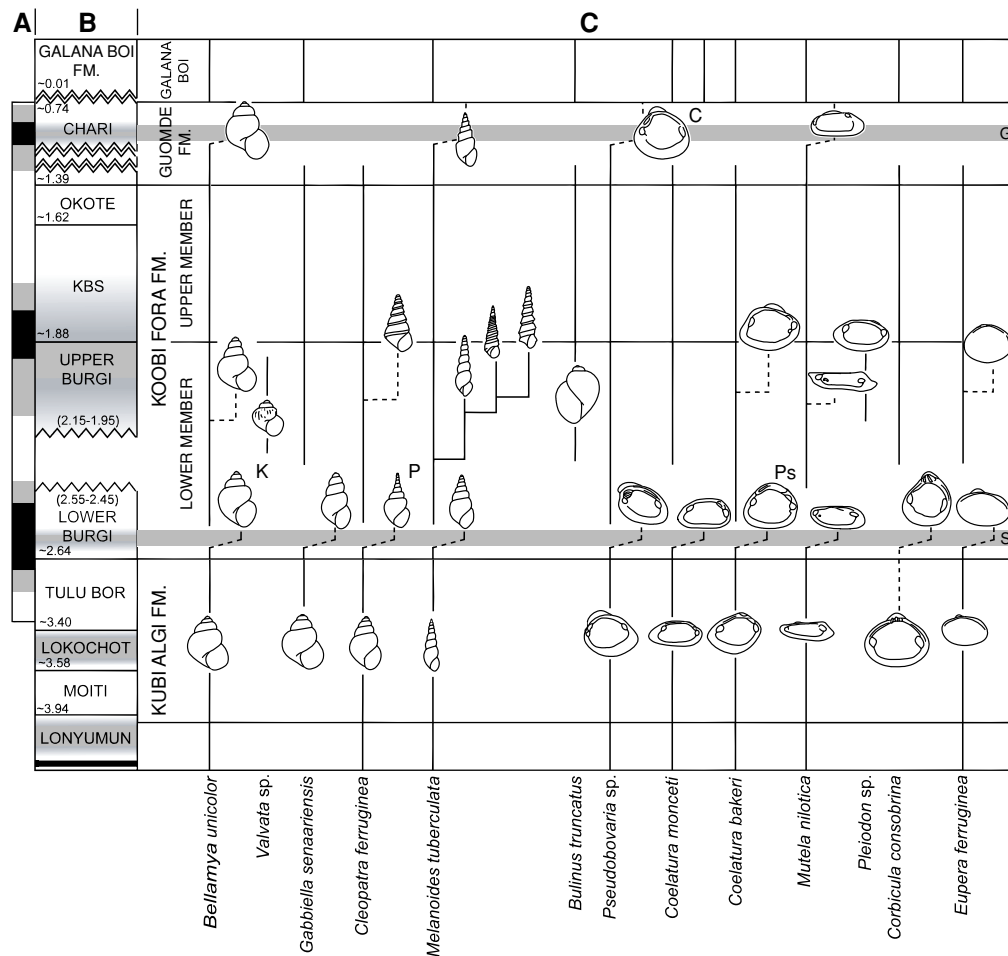 A
B
C
GALANA BOI
FM.
~0.01
~0.74
CHARI
~1.39
OKOTE
~1.62
KBS
~1.88
UPPER
BURGI
(2.15-1.95)
(2.55-2.45)
LOWER
BURGI
~2.64
TULU BOR
~3.40
LOKOCHOT
~3.58
MOITI
~3.94
LONYUMUN
GALANA
BOI
GUOMDE
FM.
KOOBI FORA FM.
UPPER MEMBER
LOWER MEMBER
KUBI ALGI FM.
C
G
K
P
Ps
S
Bellamya unicolor
Valvata sp.
Gabbiella senaariensis
Cleopatra ferruginea
Melanoides tuberculata
Bulinus truncatus
Pseudobovaria sp.
Coelatura monceti
Coelatura bakeri
Mutela nilotica
Pleiodon sp.
Corbicula consobrina
Eupera ferruginea